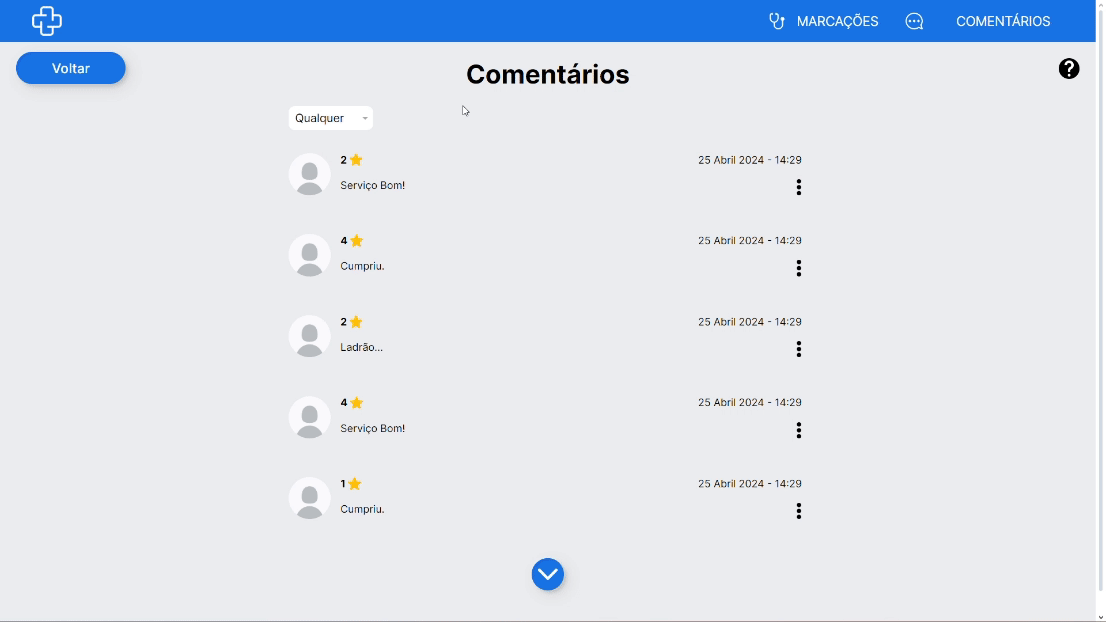 MARCAÇÕES
COMENTÁRIOS
Voltar
Comentários
?
Qualquer
2
25 Abril 2024 - 14:29
Serviço Bom!
4
25 Abril 2024 - 14:29
Cumpriu.
2
25 Abril 2024 - 14:29
Ladrão...
4
25 Abril 2024 - 14:29
Serviço Bom!
1
25 Abril 2024 - 14:29
Cumpriu.